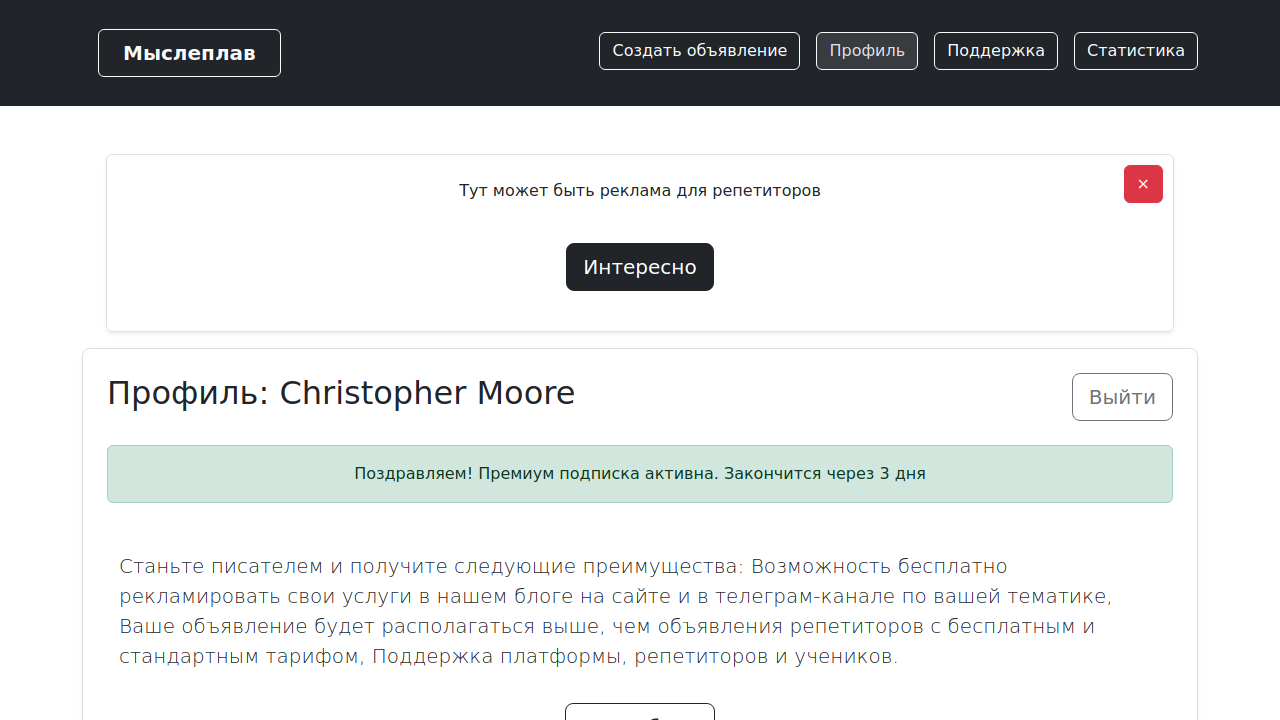 Мыслеплав
Создать объявление
Профиль
Поддержка
Статистика
Тут может быть реклама для репетиторов
×
Интересно
Профиль: Christopher Moore
Выйти
Поздравляем! Премиум подписка активна. Закончится через 3 дня
Станьте писателем и получите следующие преимущества: Возможность бесплатно
рекламировать свои услуги в нашем блоге на сайте и в телеграм-канале по вашей тематике,
Ваше объявление будет располагаться выше, чем объявления репетиторов с бесплатным и
стандартным тарифом, Поддержка платформы, репетиторов и учеников.